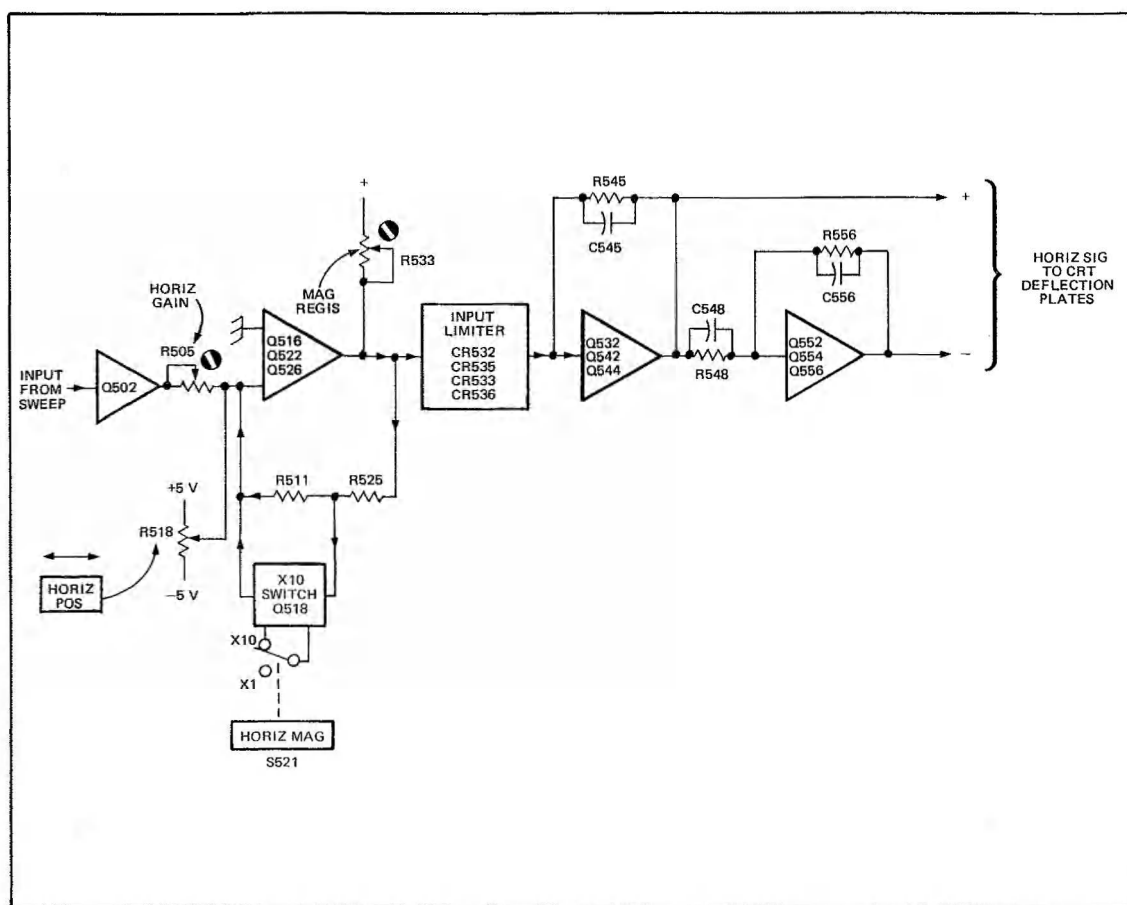 +
R545
+
C545
R533
R556
HORIZ
GAIN
MAG
REGIS
C556
HORIZ SIG
TO CRT
DEFLECTION
PLATES
R505
Q516
Q522
Q526
INPUT
LIMITER
CR532
CR535
CR533
CR536
C548
INPUT
FROM
SWEEP
Q502
Q532
Q542
Q544
R548
Q552
Q554
Q556
−
R511
R525
+5 V
R518
−5 V
HORIZ
POS
X10
SWITCH
Q518
X10
X1
HORIZ MAG
S521